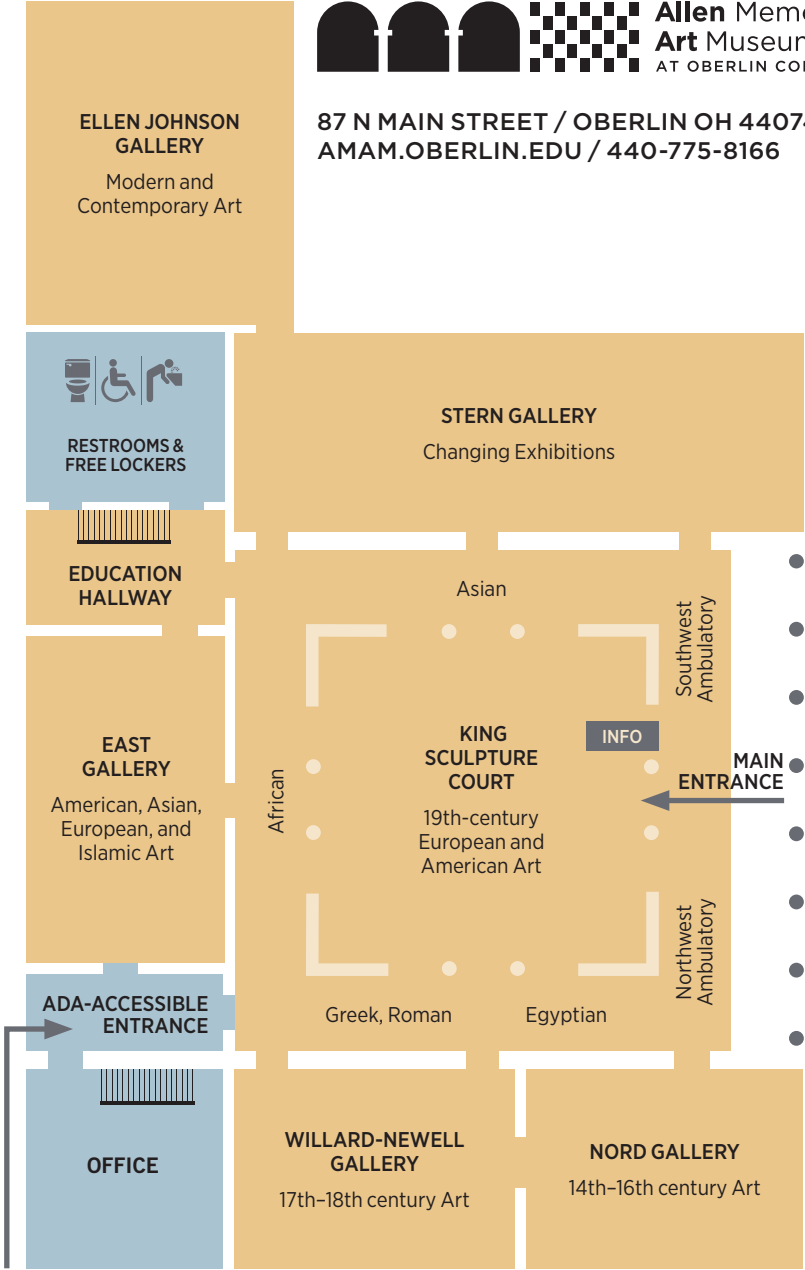 Allen
Art
AT OBERLIN
87 N MAIN STREET / OBERLIN OH 44074
AMAM.OBERLIN.EDU / 440-775-8166
ELLEN JOHNSON
GALLERY
Modern and
Contemporary Art
RESTROOMS &
FREE LOCKERS
STERN GALLERY
Changing Exhibitions
EDUCATION
HALLWAY
Asian
Southwest
Ambulatory
EAST
GALLERY
American, Asian,
European, and
Islamic Art
African
KING
SCULPTURE
COURT
19th-century
European and
American Art
INFO
MAIN
ENTRANCE
Northwest
Ambulatory
ADA-ACCESSIBLE
ENTRANCE
Greek, Roman
Egyptian
OFFICE
WILLARD-NEWELL
GALLERY
17th–18th century Art
NORD GALLERY
14th–16th century Art